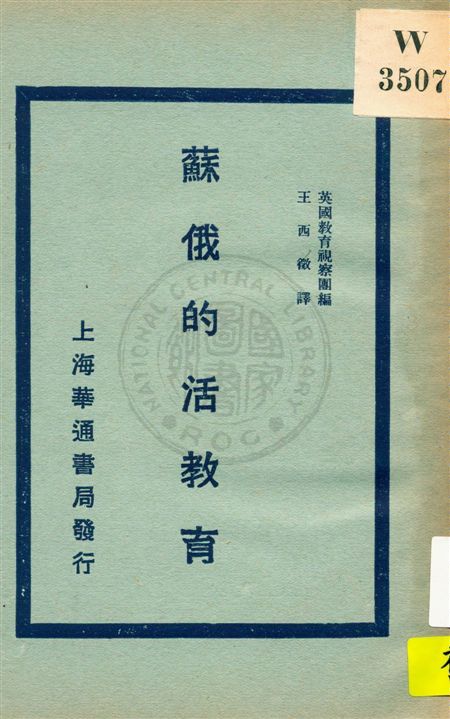 W
3507
英國教育視察團編
王西徵譯
蘇俄的活教育
上海華通書局發行
NATIONAL CENTRAL LIBRARY
國家圖書館
ROC